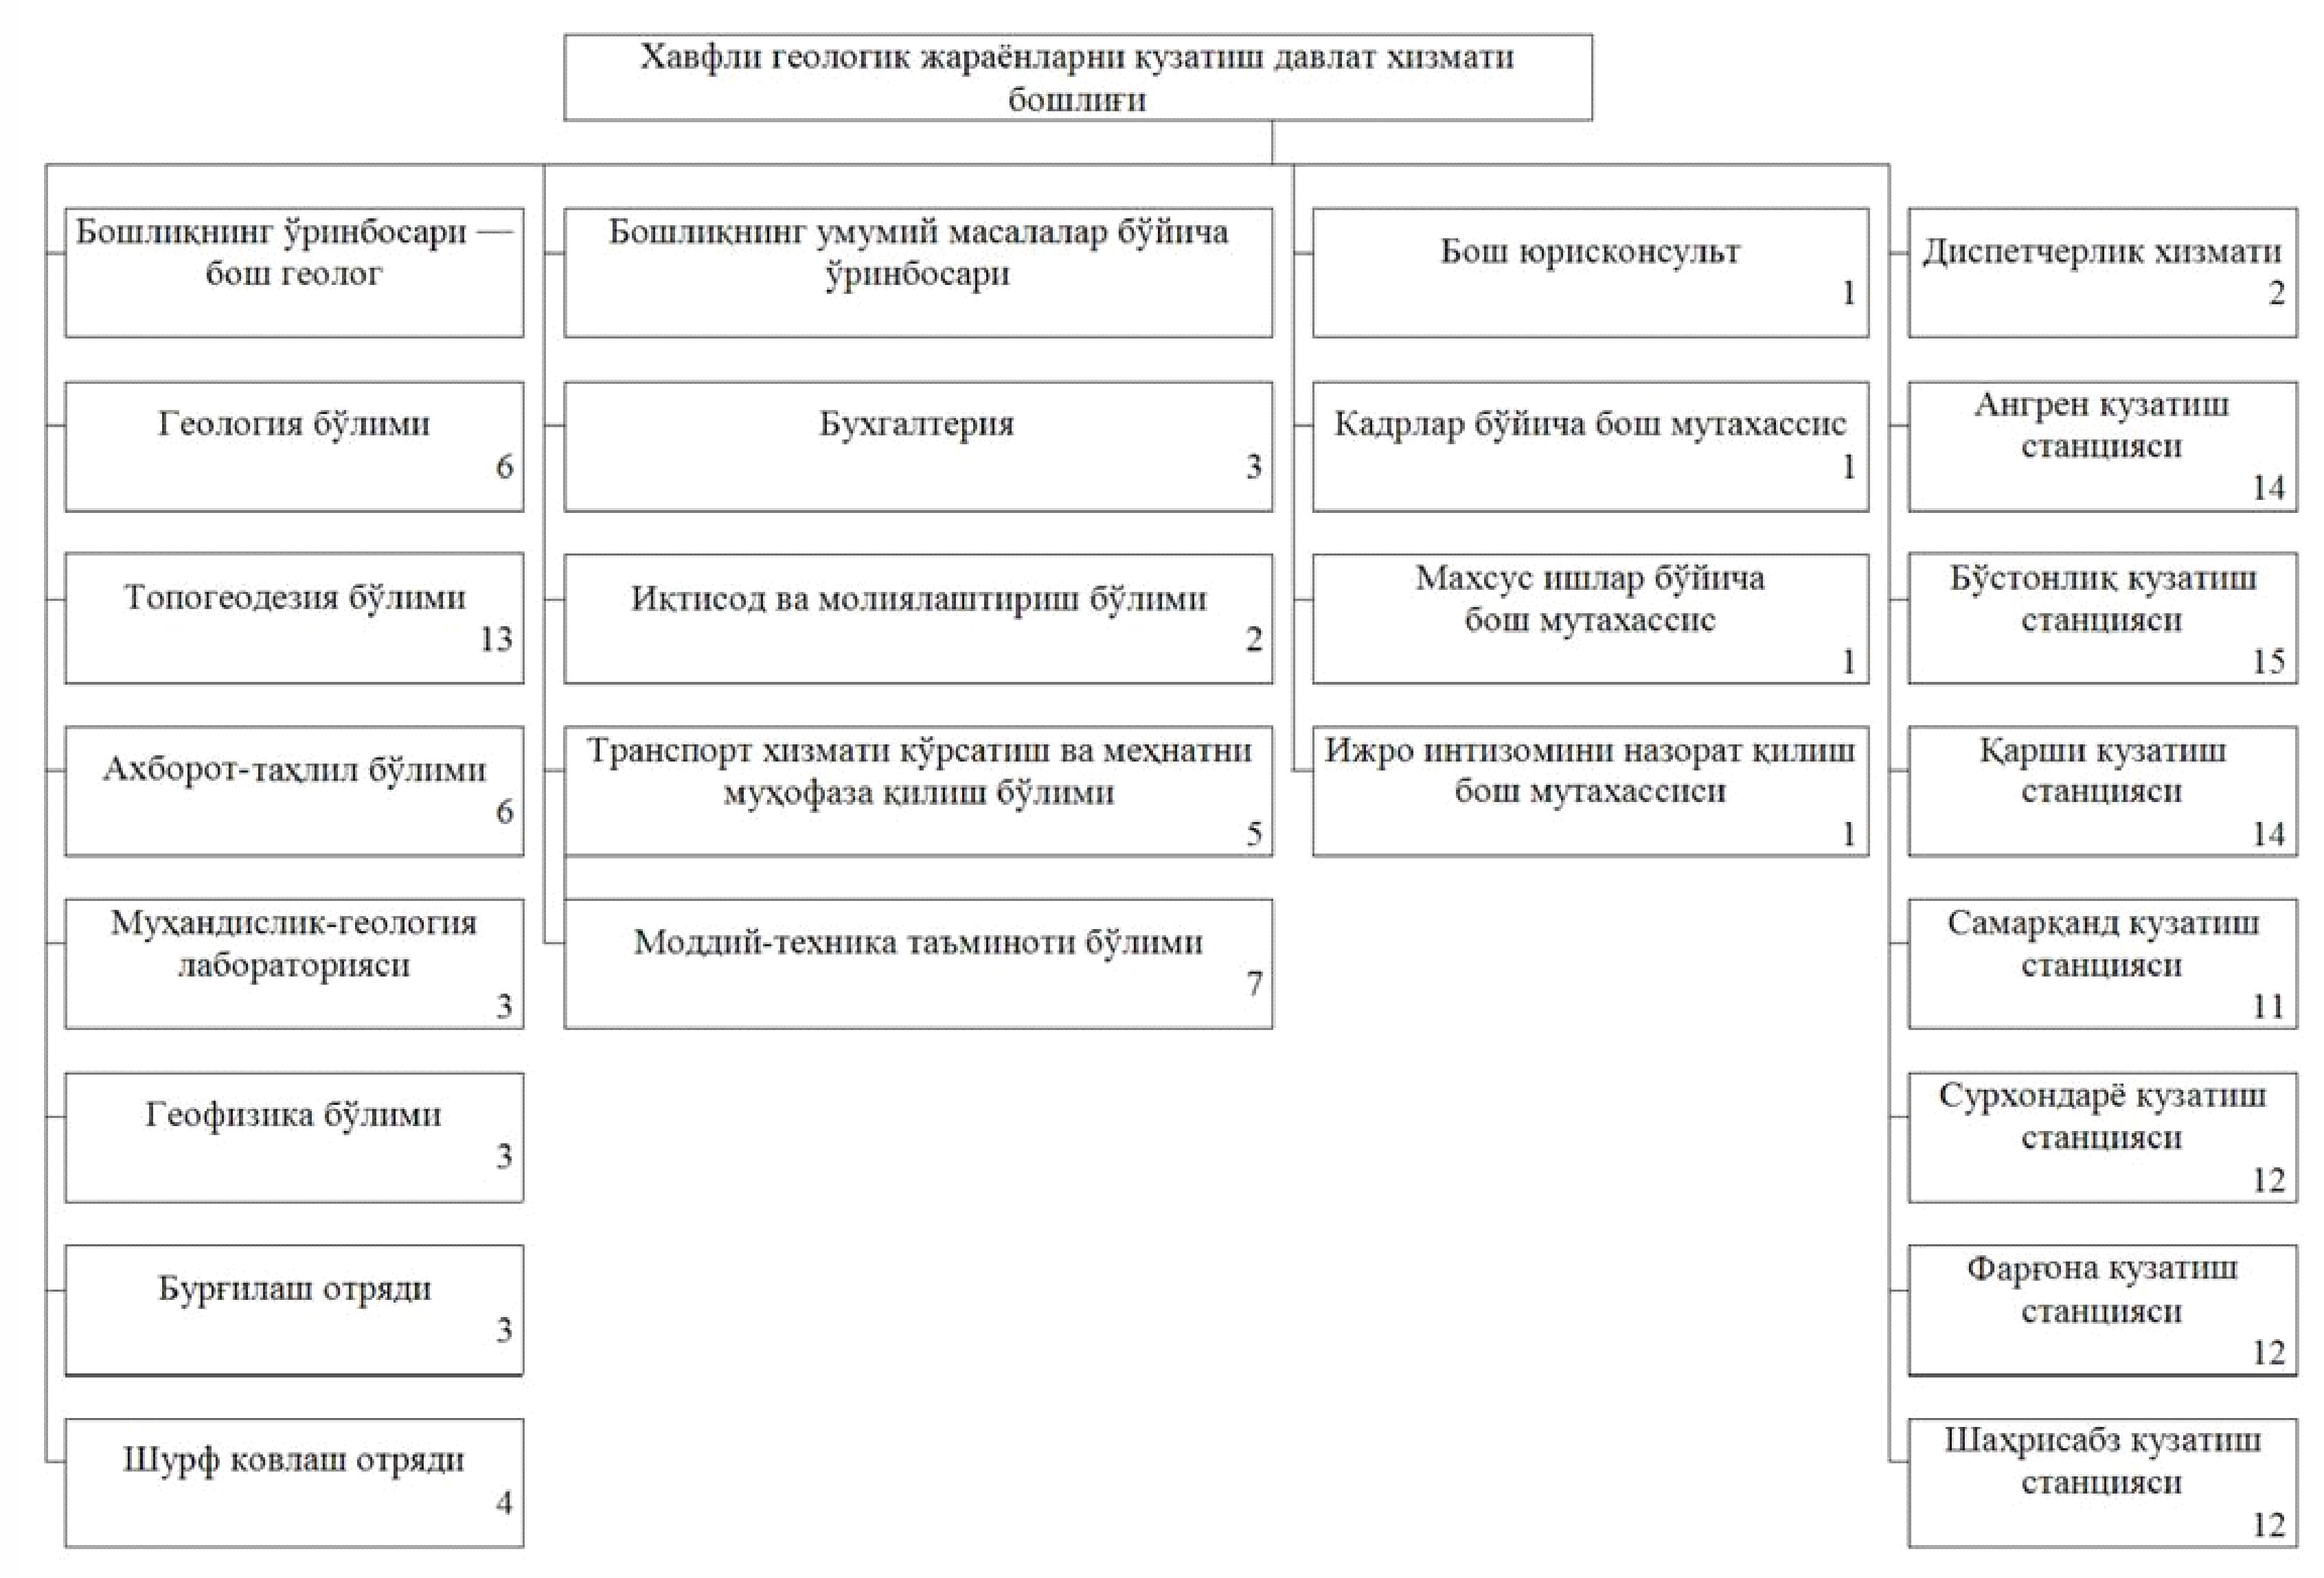 Хавфли геологик жараёнларни кузатиш давлат хизмати
бошлиғи
Бошлиқнинг ўринбосари —
бош геолог
Геология бўлими
6
Топогеодезия бўлими
13
Ахборот-таҳлил бўлими
6
Муҳандислик-геология
лабораторияси
3
Геофизика бўлими
3
Бурғилаш отряди
3
Шурф ковлаш отряди
4
Бошлиқнинг умумий масалалар бўйича
ўринбосари
Бухгалтерия
3
Иқтисод ва молиялаштириш бўлими
2
Транспорт хизмати кўрсатиш ва меҳнатни
муҳофаза қилиш бўлими
5
Моддий-техника таъминоти бўлими
7
Бош юрисконсульт
1
Кадрлар бўйича бош мутахассис
1
Махсус ишлар бўйича
бош мутахассис
1
Ижро интизомини назорат қилиш
бош мутахассиси
1
Диспетчерлик хизмати
2
Ангрен кузатиш
станцияси
14
Бўстонлиқ кузатиш
станцияси
15
Қарши кузатиш
станцияси
14
Самарқанд кузатиш
станцияси
11
Сурхондарё кузатиш
станцияси
12
Фарғона кузатиш
станцияси
12
Шаҳрисабз кузатиш
станцияси
12